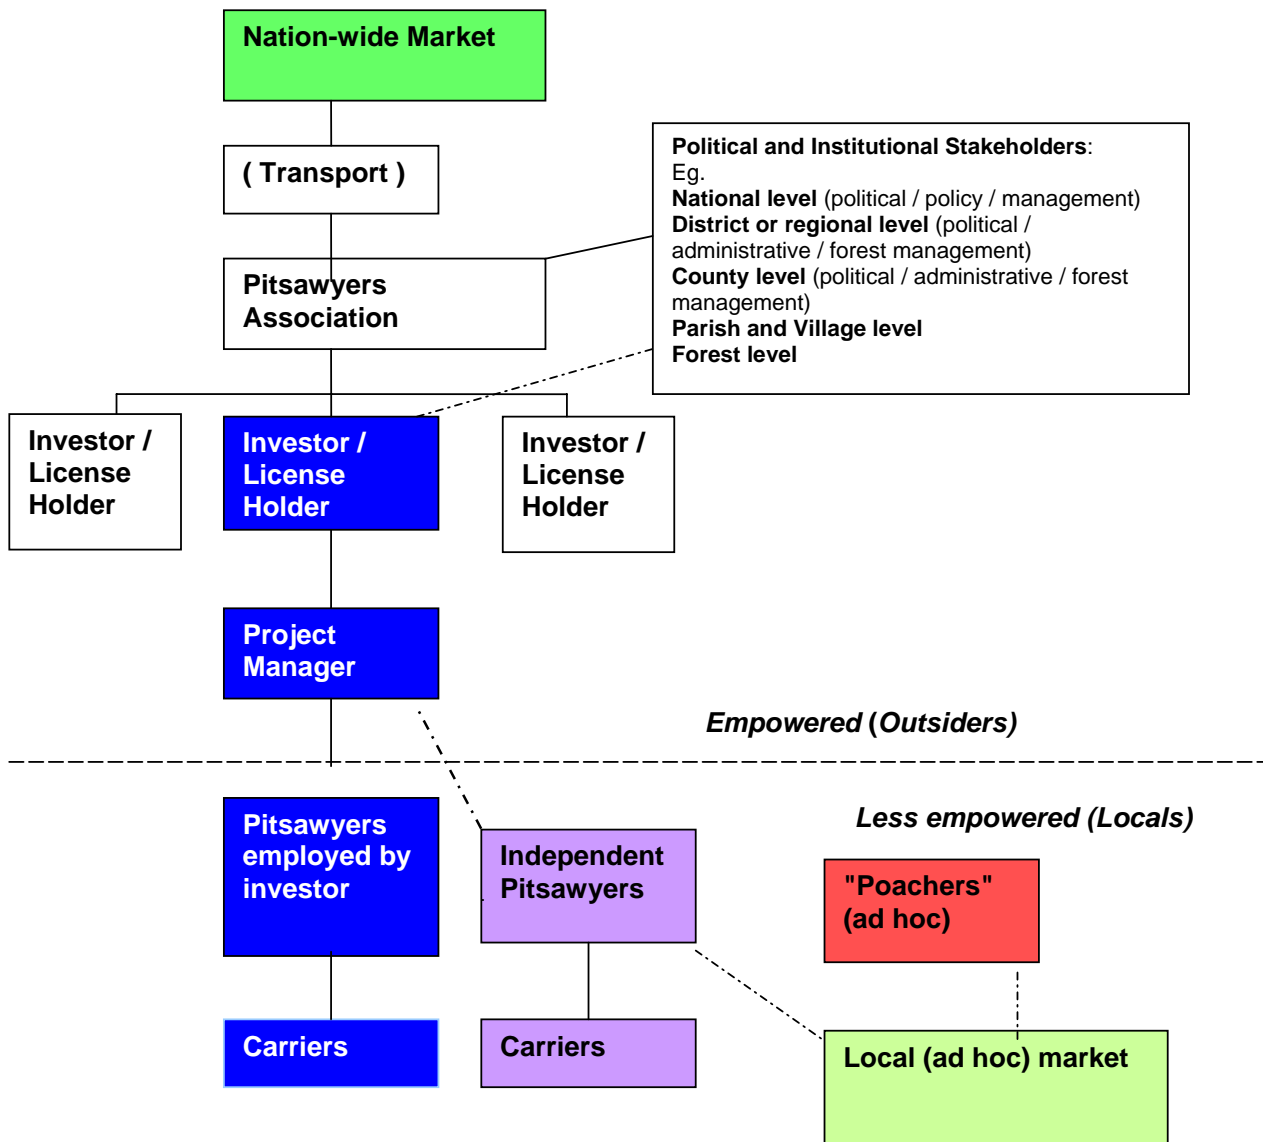 Nation-wide Market
( Transport )
Political and Institutional Stakeholders:
Eg.
National level (political / policy / management)
District or regional level (political /
administrative / forest management)
County level (political / administrative / forest
management)
Parish and Village level
Forest level
Pitsawyers
Association
Investor /
License
Holder
Investor /
License
Holder
Investor /
License
Holder
Project
Manager
Empowered (Outsiders)
Pitsawyers
employed by
investor
Less empowered (Locals)
Independent
Pitsawyers
"Poachers"
(ad hoc)
Carriers
Carriers
Local (ad hoc) market